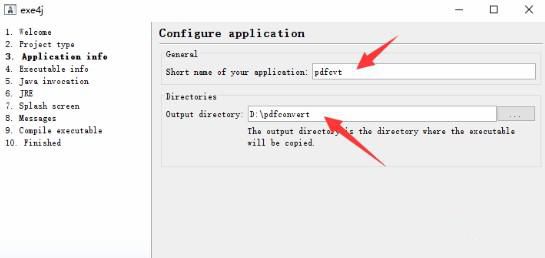 exe4j
1. Welcome
2. Project type
3. Application info
4. Executable info
5. Java invocation
6. JRE
7. Splash screen
8. Messages
9. Compile executable
10. Finished
Configure application
General
Short name of your application: pdfcvt
Directories
Output directory: D:\pdfconvert ...
The output directory is the directory where the executable
will be copied.